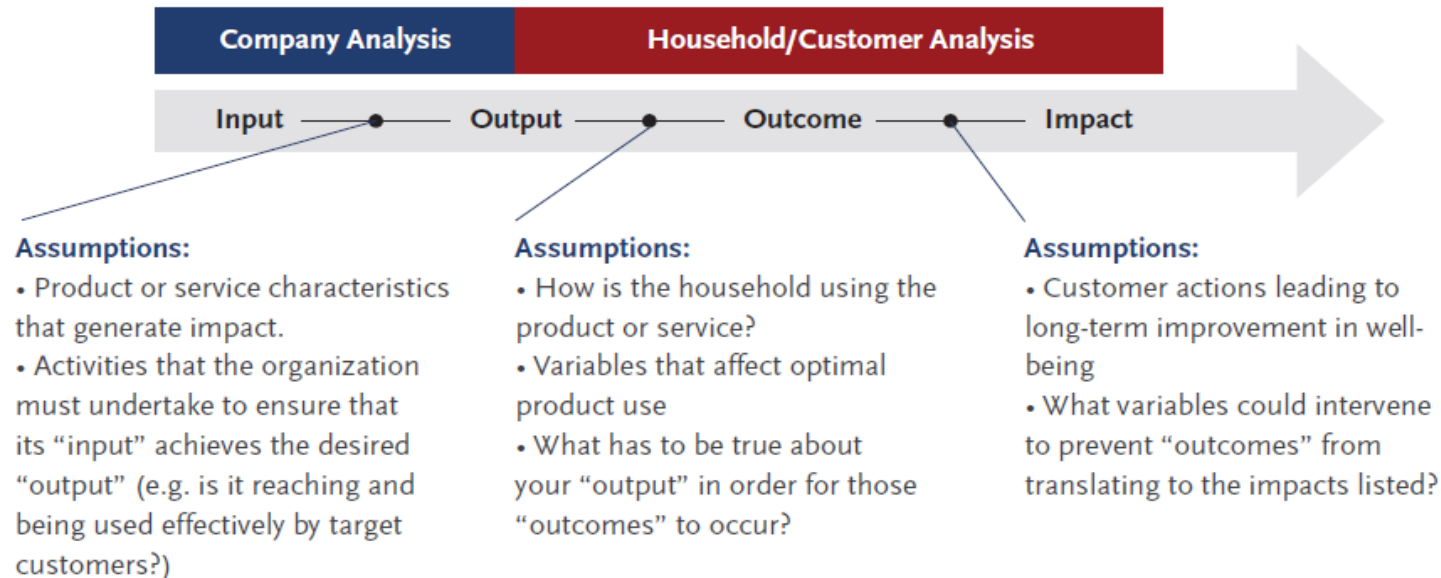 Company Analysis
Household/Customer Analysis
Input
Output
Outcome
Impact
Assumptions:
• Product or service characteristics
that generate impact.
• Activities that the organization
must undertake to ensure that
its “input” achieves the desired
“output” (e.g. is it reaching and
being used effectively by target
customers?)
Assumptions:
• How is the household using the
product or service?
• Variables that affect optimal
product use
• What has to be true about
your “output” in order for those
“outcomes” to occur?
Assumptions:
• Customer actions leading to
long-term improvement in well-
being
• What variables could intervene
to prevent “outcomes” from
translating to the impacts listed?